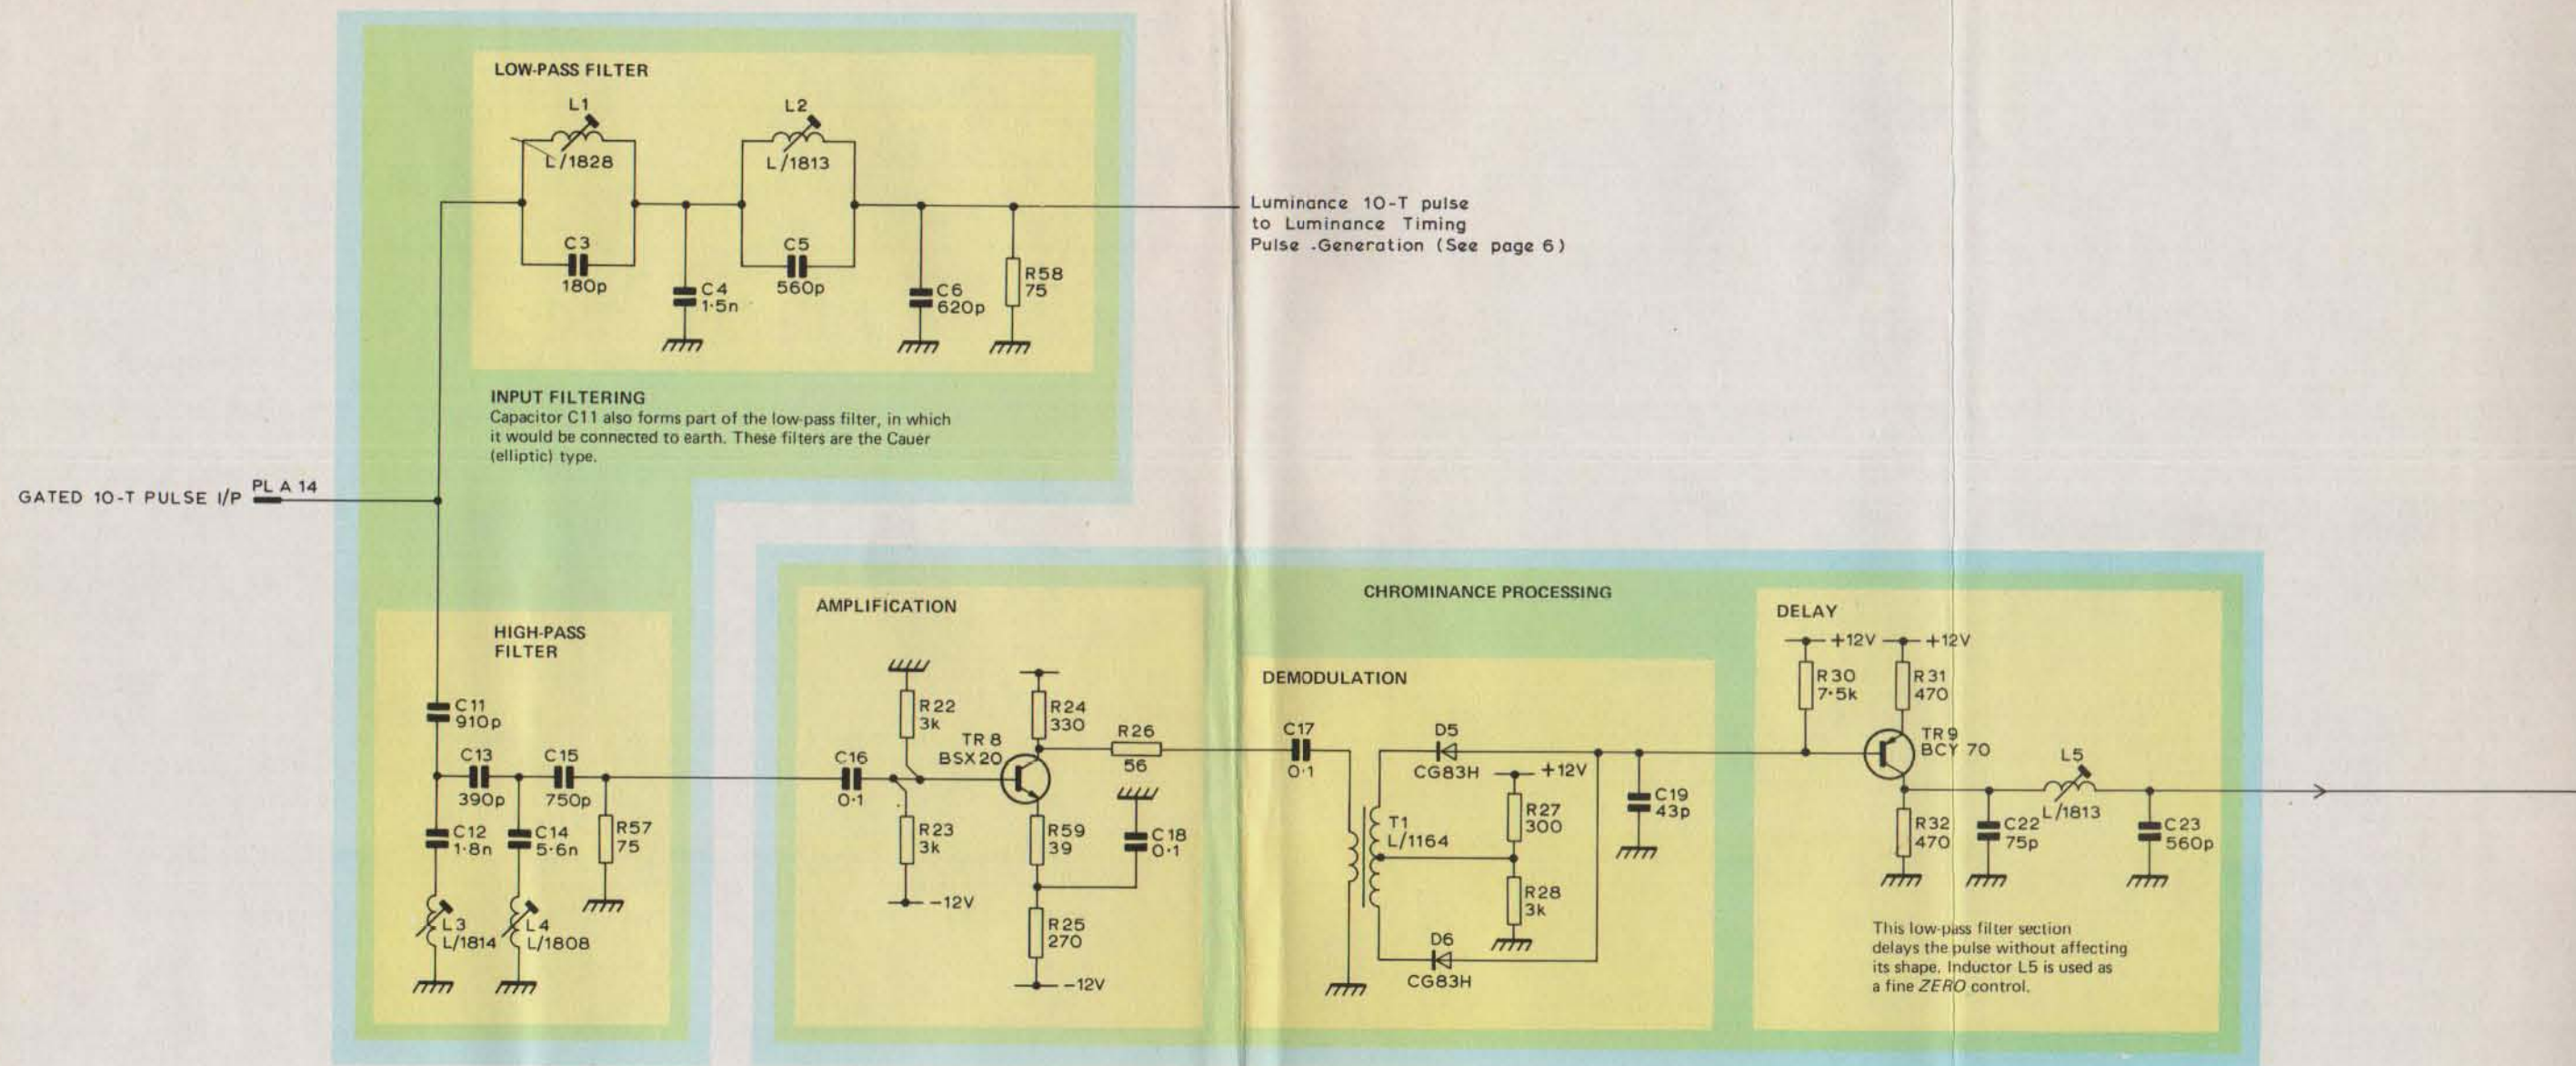 LOW-PASS FILTER
L1
L/1828
C3
180p
C4
1·5n
L2
L/1813
C5
560p
C6
620p
R58
75
Luminance 10-T pulse
to Luminance Timing
Pulse -Generation (See page 6)
INPUT FILTERING
Capacitor C11 also forms part of the low-pass filter, in which
it would be connected to earth. These filters are the Cauer
(elliptic) type.
GATED 10-T PULSE I/P
PL A 14
HIGH-PASS
FILTER
C11
910p
C13
390p
C15
750p
C12
1·8n
C14
5·6n
R57
75
L3
L/1814
L4
L/1808
CHROMINANCE PROCESSING
AMPLIFICATION
R22
3k
R24
330
TR 8
BSX 20
R26
56
C16
0·1
R23
3k
R59
39
C18
0·1
-12V
R25
270
-12V
DEMODULATION
C17
0·1
D5
CG83H
+12V
R27
300
T1
L/1164
R28
3k
D6
CG83H
C19
43p
DELAY
+12V
+12V
R30
7·5k
R31
470
TR9
BCY 70
L5
L/1813
R32
470
C22
75p
C23
560p
This low-pass filter section
delays the pulse without affecting
its shape. Inductor L5 is used as
a fine ZERO control.